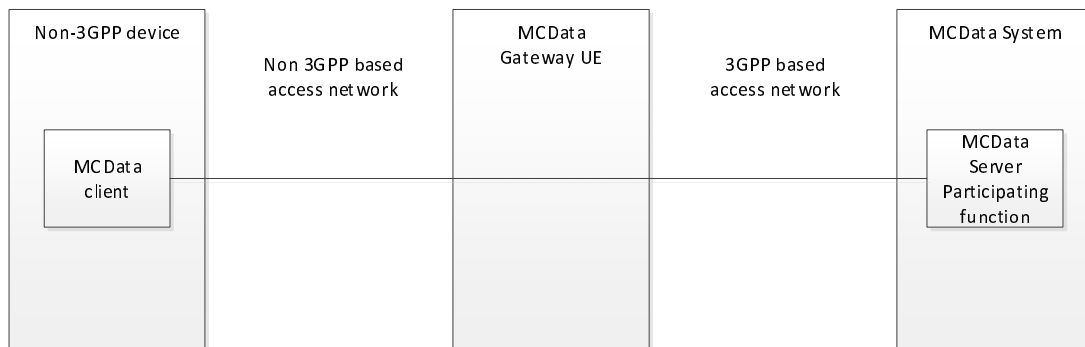 Non-3GPP device
MCData
Gateway UE
MCData System
Non 3GPP based
access network
3GPP based
access network
MCData
client
MCData
Server
Participating
function